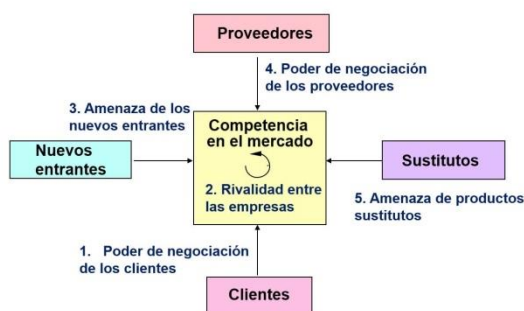 Proveedores
4. Poder de negociación
de los proveedores
3. Amenaza de los
nuevos entrantes
Competencia
en el mercado
Nuevos
entrantes
Sustitutos
2. Rivalidad entre
las empresas
5. Amenaza de productos
sustitutos
1. Poder de negociación
de los clientes
Clientes